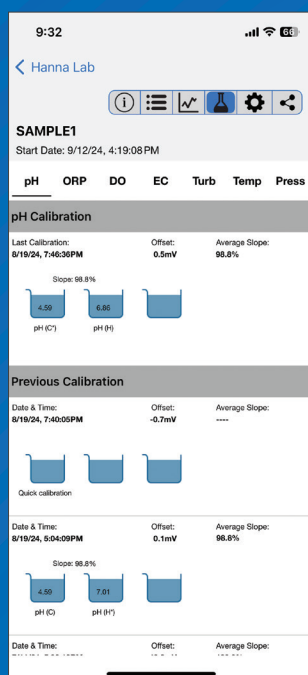 9:32
Hanna Lab
SAMPLE1
Start Date: 9/12/24, 4:19:08 PM
pH ORP DO EC Turb Temp Press
pH Calibration
Last Calibration: Offset: Average Slope:
8/19/24, 7:46:36PM 0.5mV 98.8%
Slope: 98.8%
4.59 6.86
pH (C*) pH (H)
Previous Calibration
Date & Time: Offset: Average Slope:
8/19/24, 7:40:05PM -0.7mV ----
Quick calibration
Date & Time: Offset: Average Slope:
8/19/24, 5:04:09PM 0.1mV 98.8%
Slope: 98.8%
4.59 7.01
pH (C) pH (H*)
Date & Time: Offset: Average Slope: